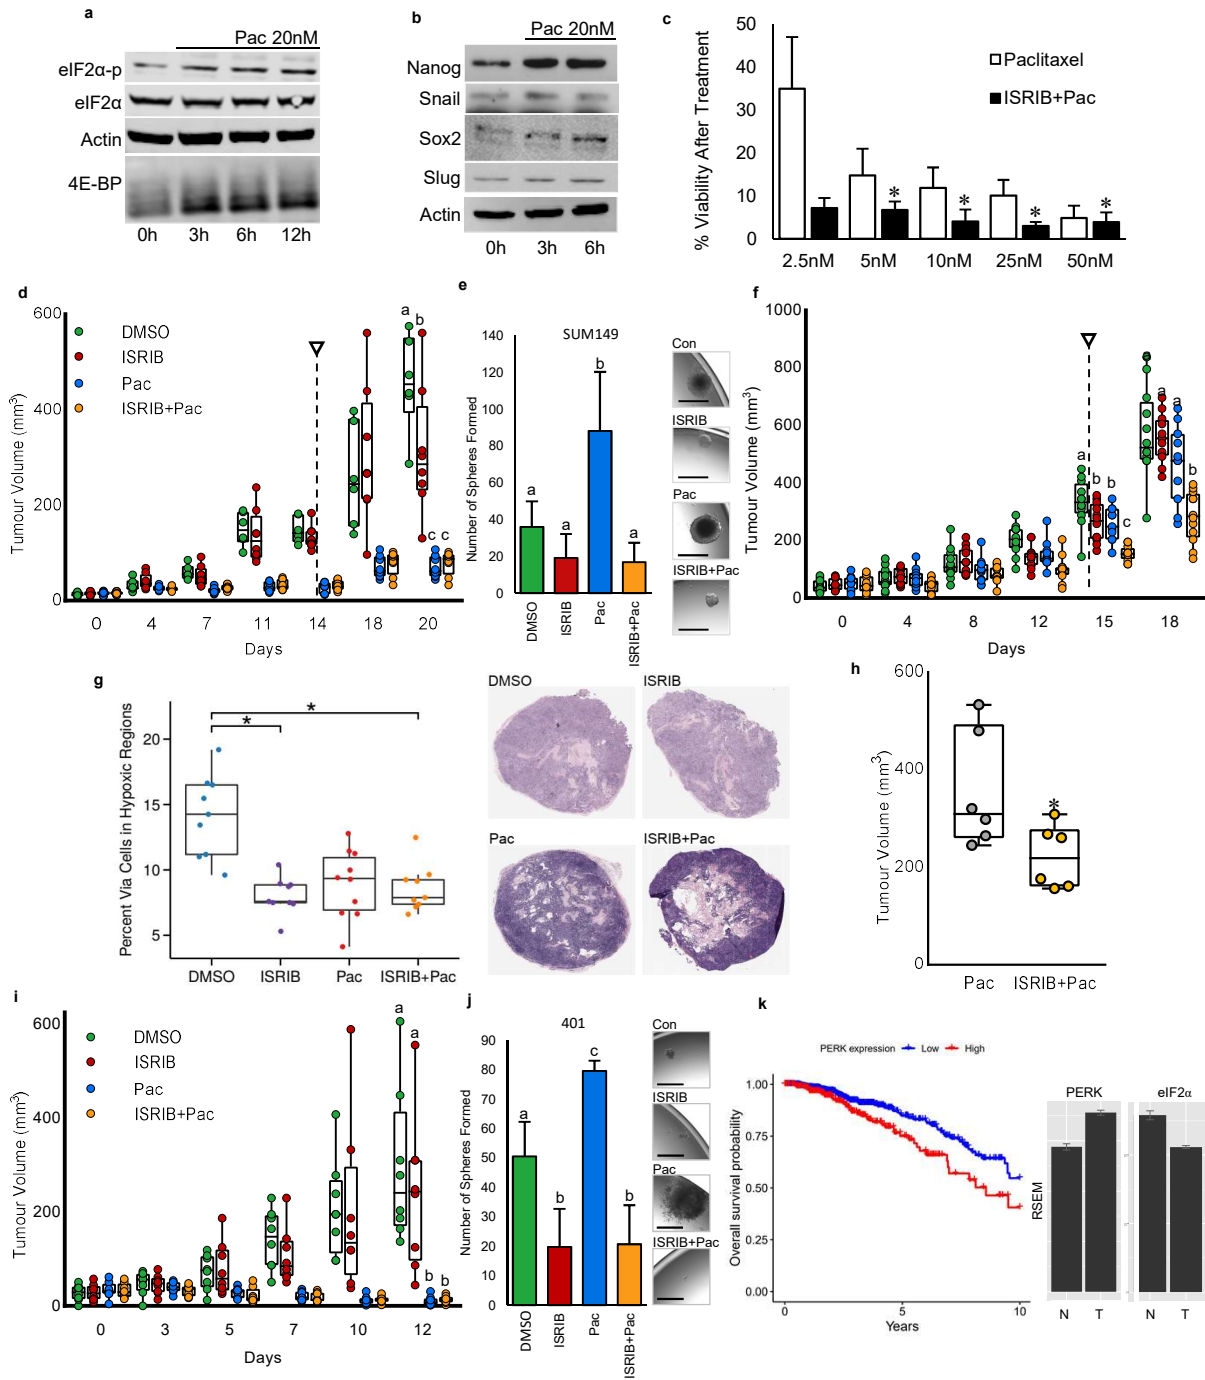 a
Pac 20nM
eIF2α-p
eIF2α
Actin
4E-BP
0h 3h 6h 12h
b
Pac 20nM
Nanog
Snail
Sox2
Slug
Actin
0h 3h 6h
c
% Viability After Treatment
50
40
30
20
10
0
Paclitaxel
ISRIB+Pac
* * * *
2.5nM 5nM 10nM 25nM 50nM
d
Tumour Volume (mm3)
600
400
200
0
DMSO
ISRIB
Pac
ISRIB+Pac
a b
c c
0 4 7 11 14 18 20
Days
e
SUM149
Number of Spheres Formed
140
120
100
80
60
40
20
0
a a b a
DMSO ISRIB Pac ISRIB+Pac
Con
ISRIB
Pac
ISRIB+Pac
f
Tumour Volume (mm3)
1000
800
600
400
200
0
a b b c
a a a b
0 4 8 12 15 18
Days
g
Percent Via Cells in Hypoxic Regions
20
15
10
5
*
*
DMSO ISRIB Pac ISRIB+Pac
DMSO ISRIB
Pac ISRIB+Pac
h
Tumour Volume (mm3)
600
400
200
0
*
Pac ISRIB+Pac
i
Tumour Volume (mm3)
600
400
200
0
DMSO
ISRIB
Pac
ISRIB+Pac
a a
b b
0 3 5 7 10 12
Days
j
401
Number of Spheres Formed
90
80
70
60
50
40
30
20
10
0
a b c b
DMSO ISRIB Pac ISRIB+Pac
Con
ISRIB
Pac
ISRIB+Pac
k
PERK expression Low High
Overall survival probability
1.00
0.75
0.50
0.25
0.00
0 5 10
Years
PERK eIF2α
RSEM
N T N T